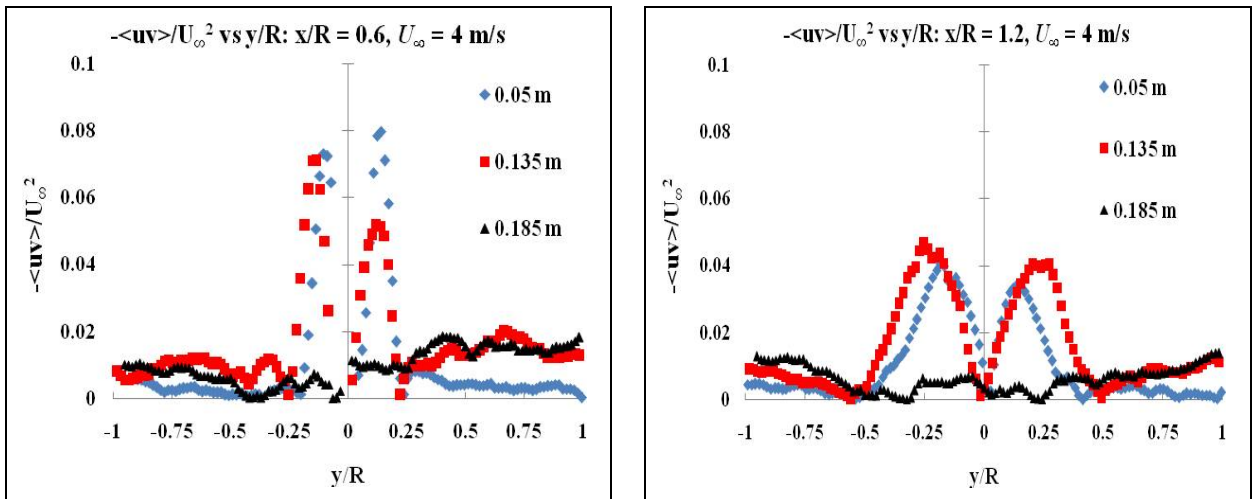 -<uv>/U∞² vs y/R: x/R = 0.6, U∞ = 4 m/s
0.1
0.08
0.06
0.04
0.02
0
-<uv>/U∞²
0.05 m
0.135 m
0.185 m
-1 -0.75 -0.5 -0.25 0 0.25 0.5 0.75 1
y/R
-<uv>/U∞² vs y/R: x/R = 1.2, U∞ = 4 m/s
0.1
0.08
0.06
0.04
0.02
0
-<uv>/U∞²
0.05 m
0.135 m
0.185 m
-1 -0.75 -0.5 -0.25 0 0.25 0.5 0.75 1
y/R